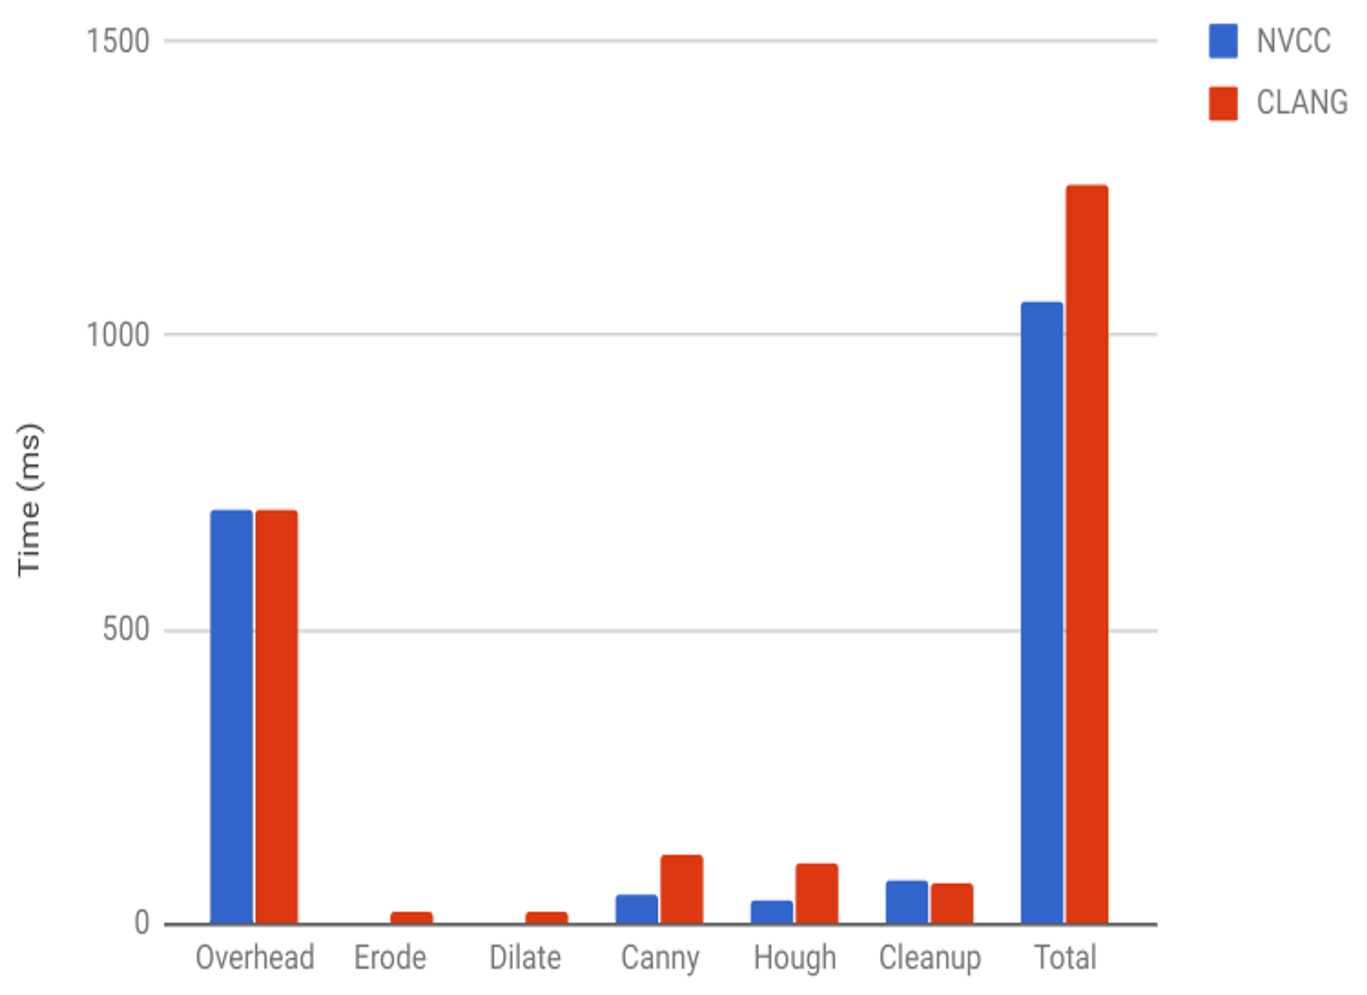 1500
1000
500
0
Time (ms)
Overhead Erode Dilate Canny Hough Cleanup Total
NVCC
CLANG